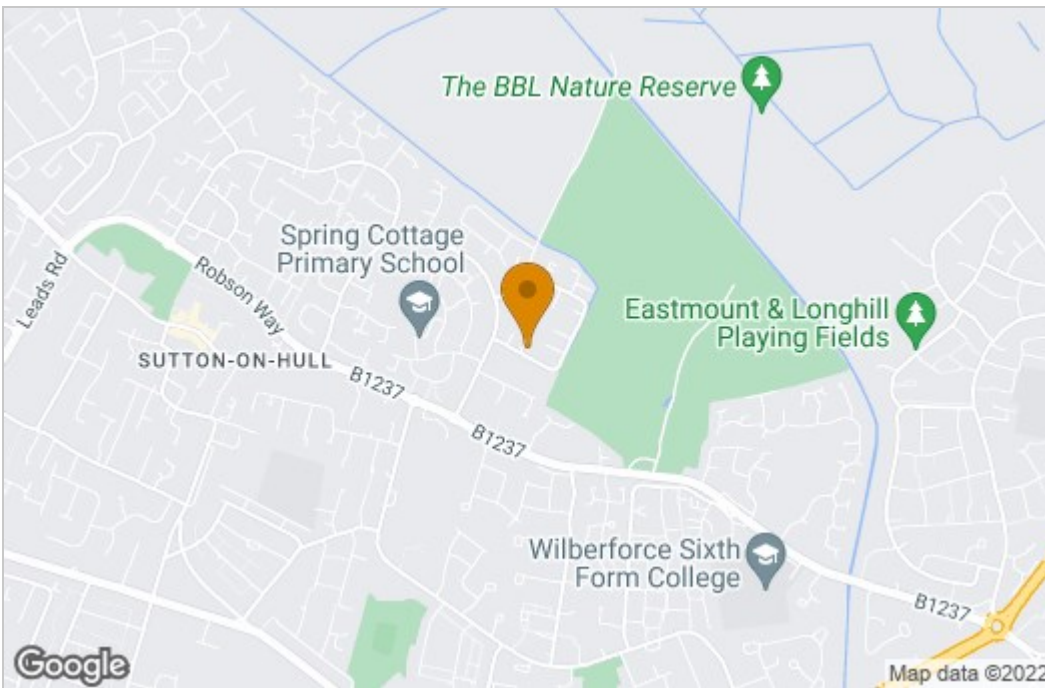 The BBL Nature Reserve
Spring Cottage
Primary School
Leads Rd
Robson Way
Eastmount & Longhill
Playing Fields
SUTTON-ON-HULL
B1237
B1237
Wilberforce Sixth
Form College
B1237
Google
Map data ©2022